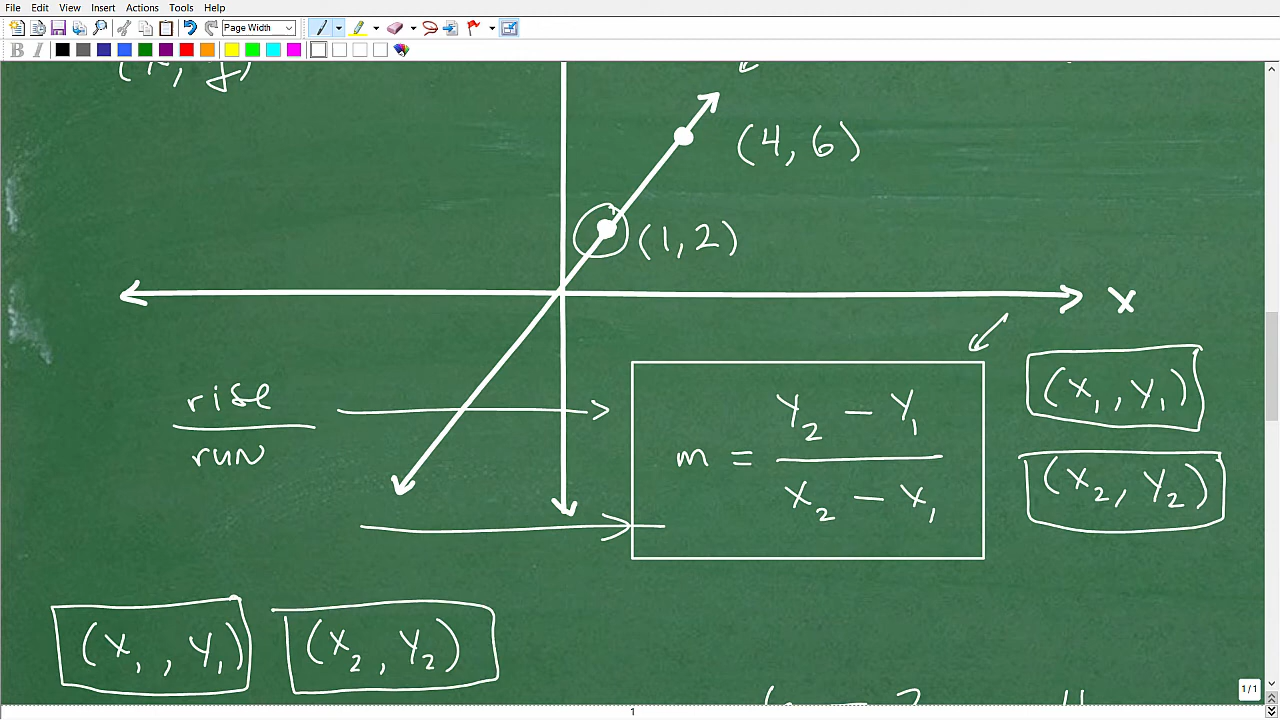 File Edit View Insert Actions Tools Help
Page Width
B I
(4, 6)
(1, 2)
x
rise
run
m = Y2 - Y1
X2 - X1
(X1, Y1)
(X2, Y2)
(X1, Y1) (X2, Y2)
1/1
1